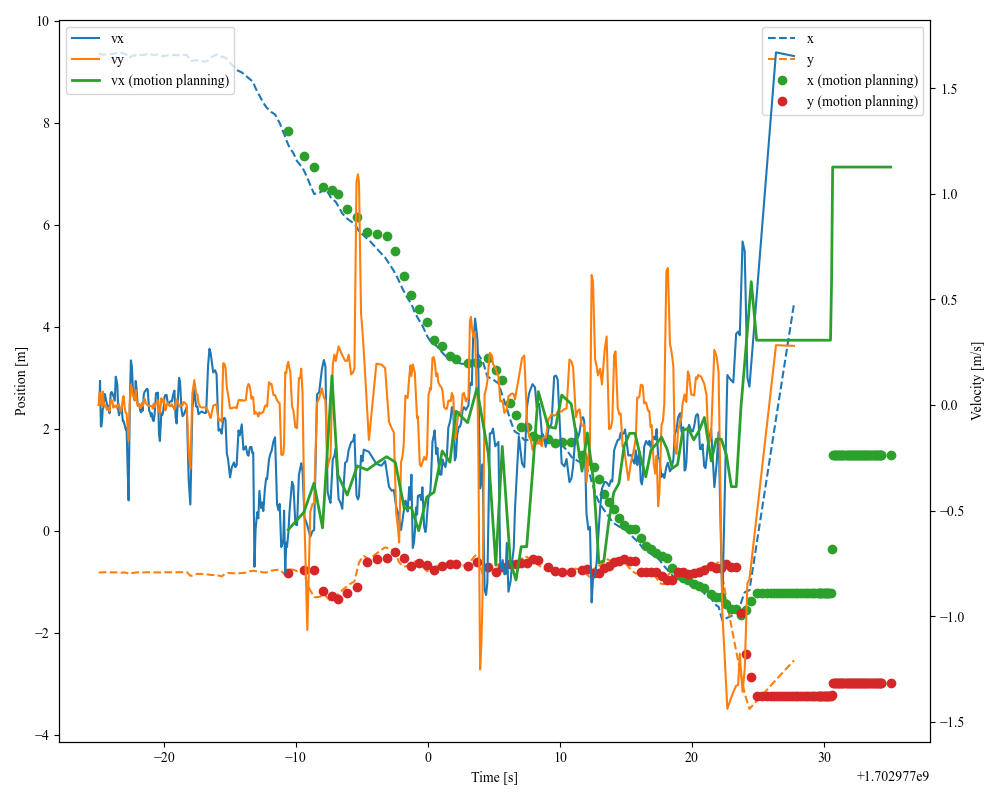 vx
vy
vx (motion planning)
x
y
x (motion planning)
y (motion planning)
10
8
6
4
2
0
−2
−4
Position [m]
1.5
1.0
0.5
0.0
−0.5
−1.0
−1.5
Velocity [m/s]
−20 −10 0 10 20 30
Time [s]
+1.702977e9